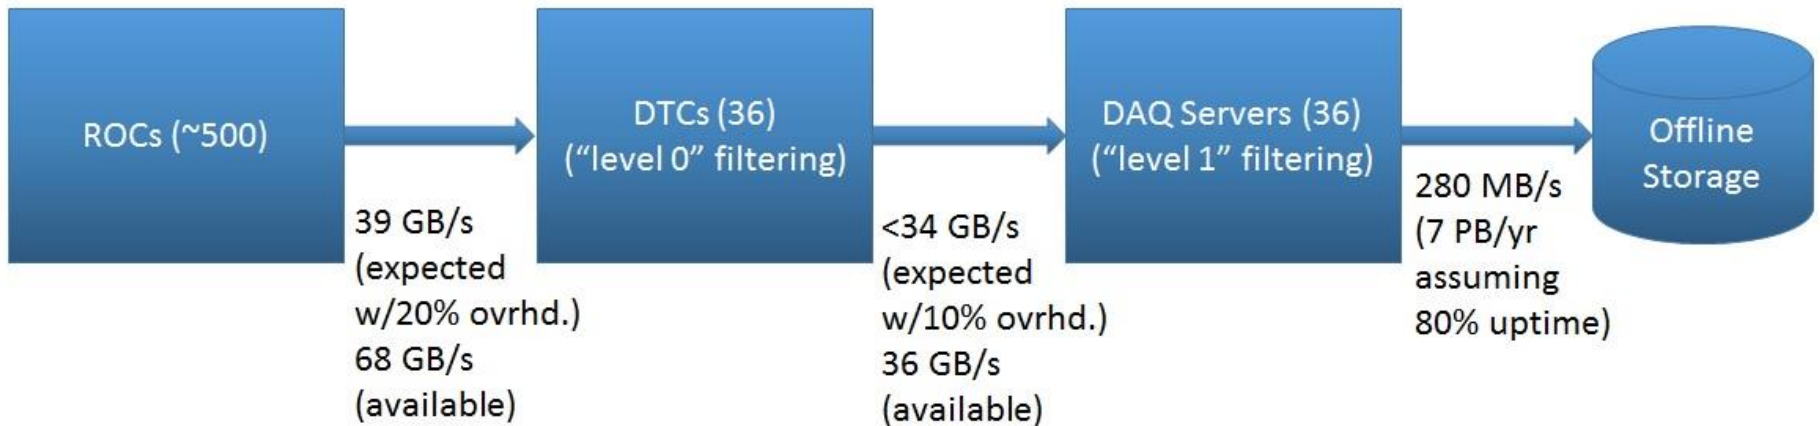 ROCs (~500)
39 GB/s
(expected
w/20% ovrhd.)
68 GB/s
(available)
DTCs (36)
(“level 0” filtering)
<34 GB/s
(expected
w/10% ovrhd.)
36 GB/s
(available)
DAQ Servers (36)
(“level 1” filtering)
280 MB/s
(7 PB/yr
assuming
80% uptime)
Offline
Storage